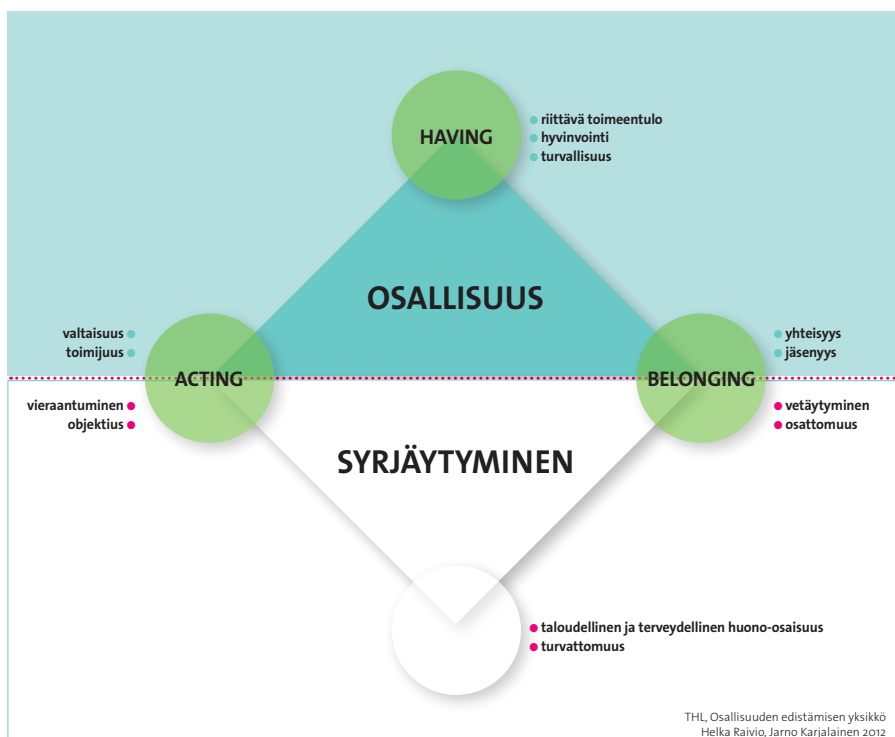 HAVING
riittävä toimeentulo
hyvinvointi
turvallisuus
OSALLISUUS
valtaisuus
toimijuus
yhteisyys
jäsenyys
ACTING
BELONGING
vieraantuminen
objektius
vetäytyminen
osattomuus
SYRJÄYTYMINEN
taloudellinen ja terveydellinen huono-osaisuus
turvattomuus
THL, Osallisuuden edistämisen yksikkö
Helka Raivio, Jarno Karjalainen 2012